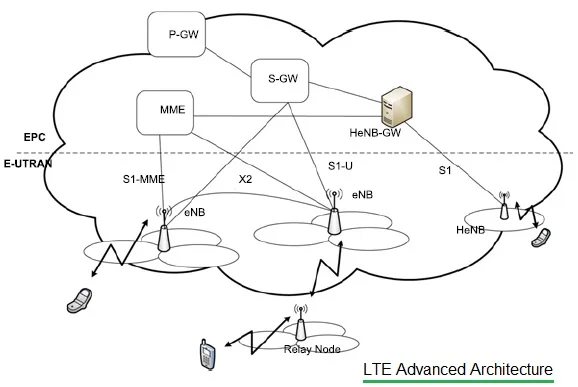 P-GW
S-GW
MME
HeNB-GW
EPC
E-UTRAN
S1-MME
X2
S1-U
S1
eNB
eNB
HeNB
Relay Node
LTE Advanced Architecture